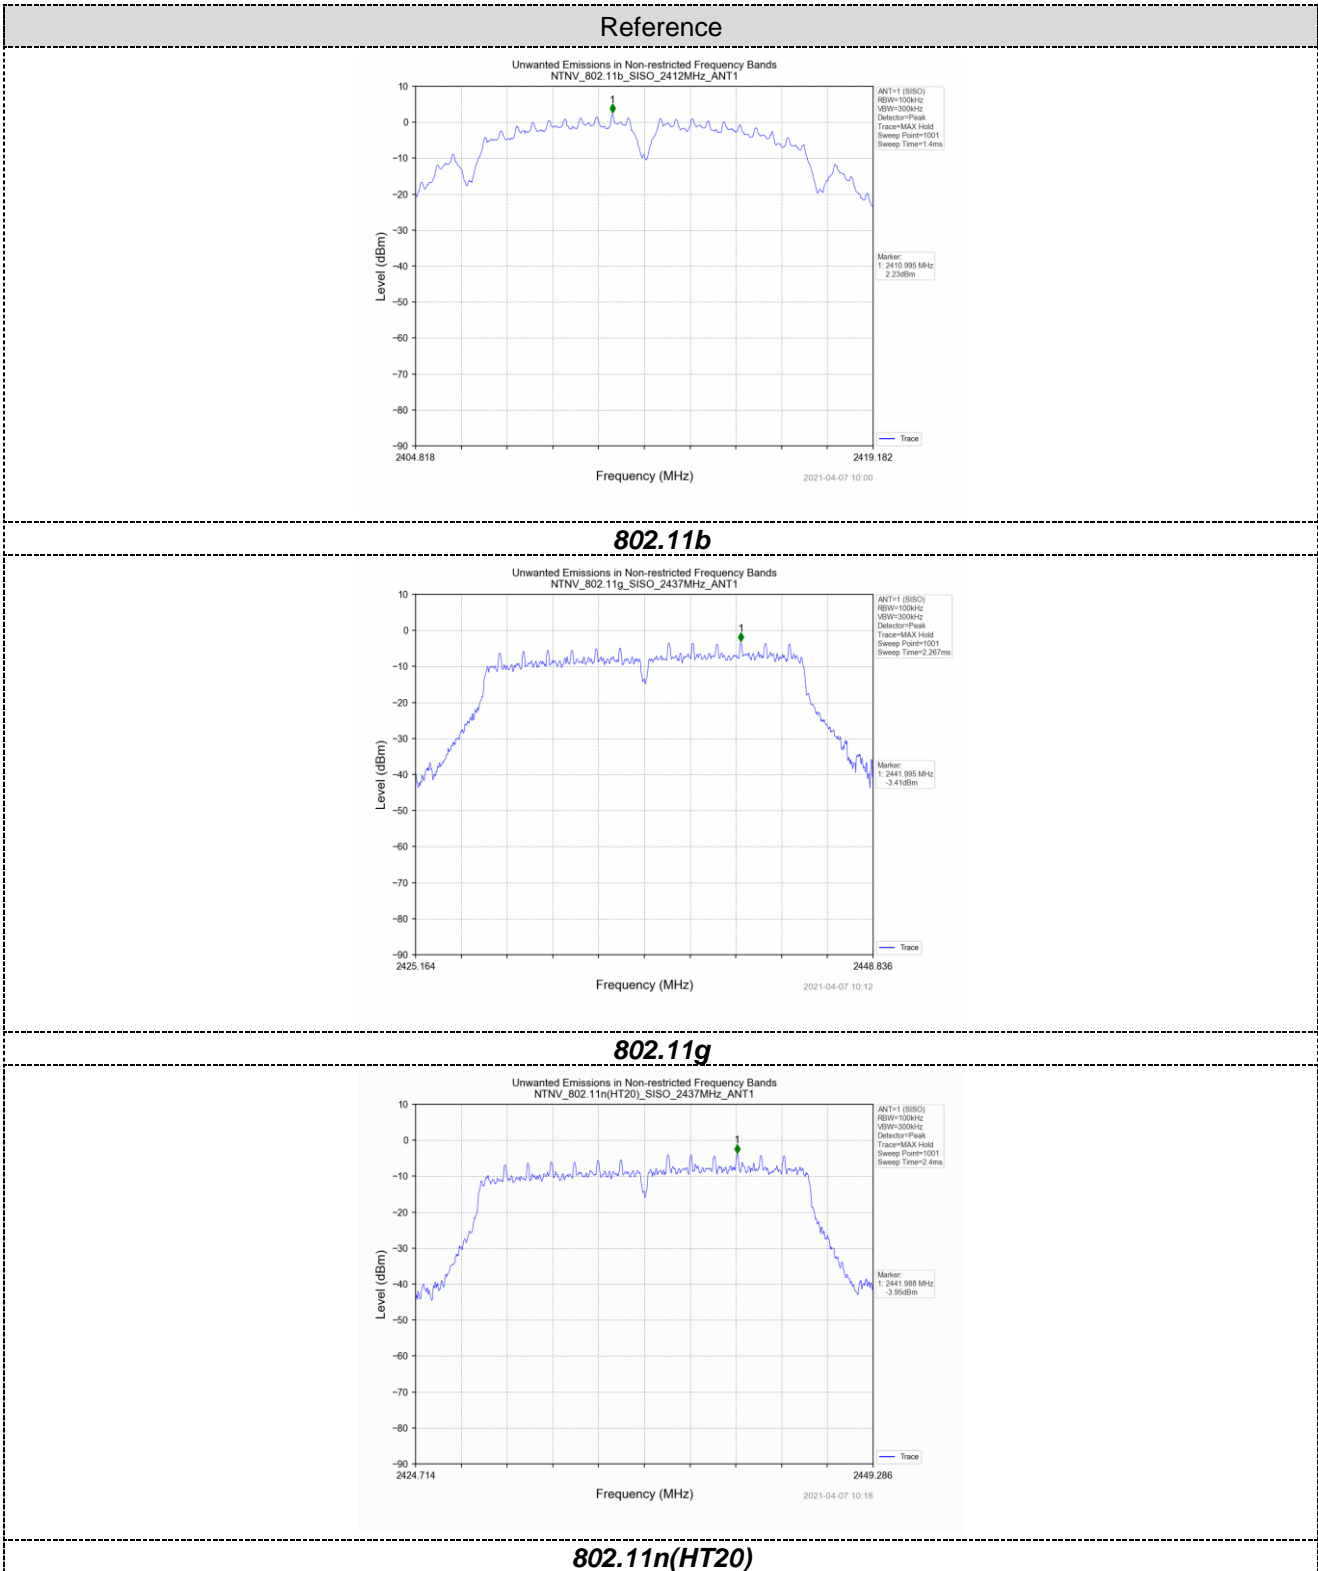 Reference
Unwanted Emissions in Non-restricted Frequency Bands
NTNV_802.11b_SISO_2412MHz_ANT1
10
0
−10
−20
−30
−40
−50
−60
−70
−80
−90
Level (dBm)
1
ANT=1 (SISO)
RBW=100kHz
VBW=300kHz
Detector=Peak
Trace=MAX Hold
Sweep Point=1001
Sweep Time=1.4ms
Marker:
1: 2410.995 MHz
2.23dBm
Trace
2404.818
2419.182
Frequency (MHz)
2021-04-07 10:00
802.11b
Unwanted Emissions in Non-restricted Frequency Bands
NTNV_802.11g_SISO_2437MHz_ANT1
10
0
−10
−20
−30
−40
−50
−60
−70
−80
−90
Level (dBm)
1
ANT=1 (SISO)
RBW=100kHz
VBW=300kHz
Detector=Peak
Trace=MAX Hold
Sweep Point=1001
Sweep Time=2.267ms
Marker:
1: 2441.995 MHz
-3.41dBm
Trace
2425.164
2448.836
Frequency (MHz)
2021-04-07 10:12
802.11g
Unwanted Emissions in Non-restricted Frequency Bands
NTNV_802.11n(HT20)_SISO_2437MHz_ANT1
10
0
−10
−20
−30
−40
−50
−60
−70
−80
−90
Level (dBm)
1
ANT=1 (SISO)
RBW=100kHz
VBW=300kHz
Detector=Peak
Trace=MAX Hold
Sweep Point=1001
Sweep Time=2.4ms
Marker:
1: 2441.988 MHz
-3.95dBm
Trace
2424.714
2449.286
Frequency (MHz)
2021-04-07 10:18
802.11n(HT20)